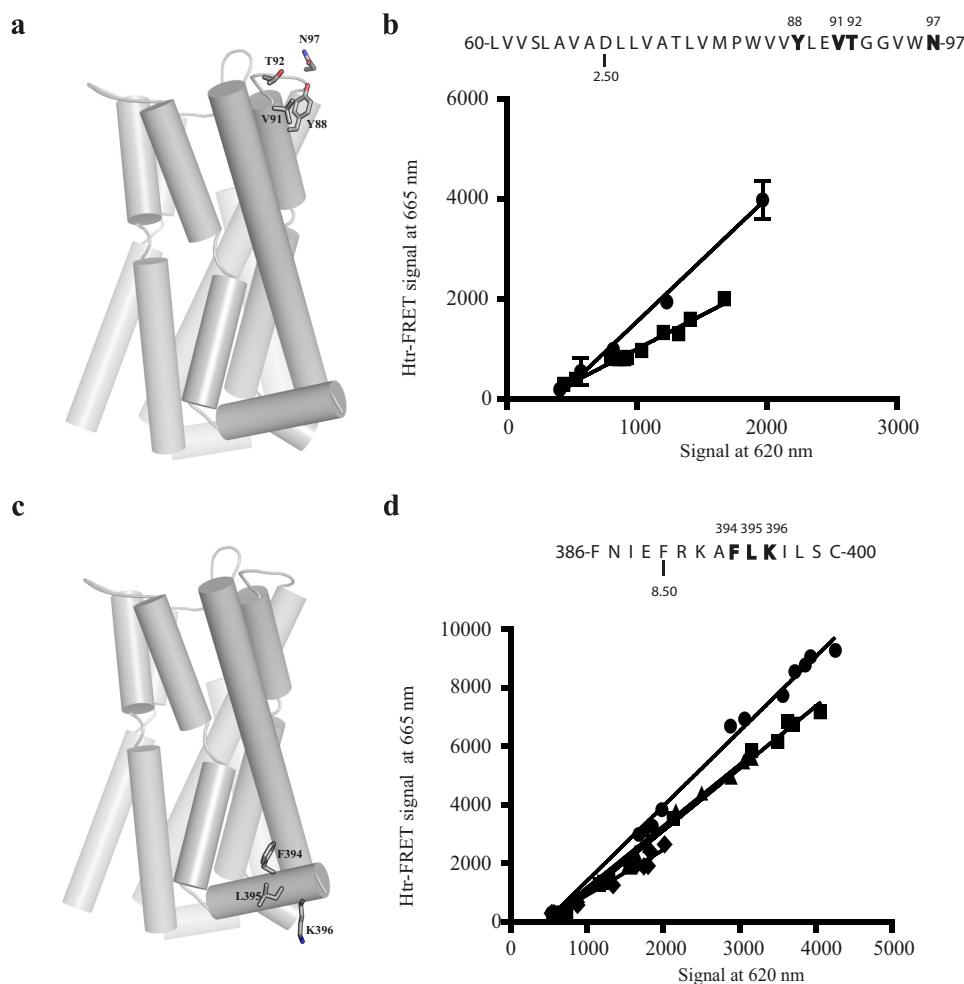 a
N97
T92
V91
Y88
b
88 91 92 97
60-LVVSLAVADLLVATLVMPWVVYLEVTGGVWN-97
2.50
Htr-FRET signal at 665 nm
6000
4000
2000
0
0 1000 2000 3000
Signal at 620 nm
c
F394
L395
K396
d
394 395 396
386-F N I E F R K A F L K I L S C-400
8.50
Htr-FRET signal at 665 nm
10000
8000
6000
4000
2000
0
0 1000 2000 3000 4000 5000
Signal at 620 nm